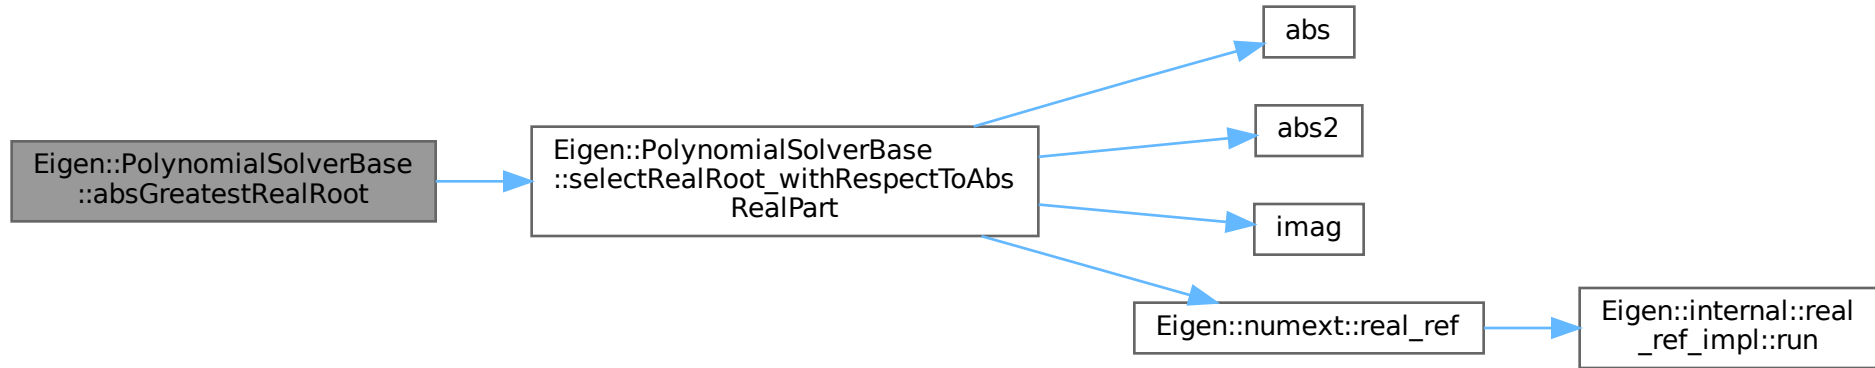 Eigen::PolynomialSolverBase
::absGreatestRealRoot
Eigen::PolynomialSolverBase
::selectRealRoot_withRespectToAbs
RealPart
abs
abs2
imag
Eigen::numext::real_ref
Eigen::internal::real
_ref_impl::run